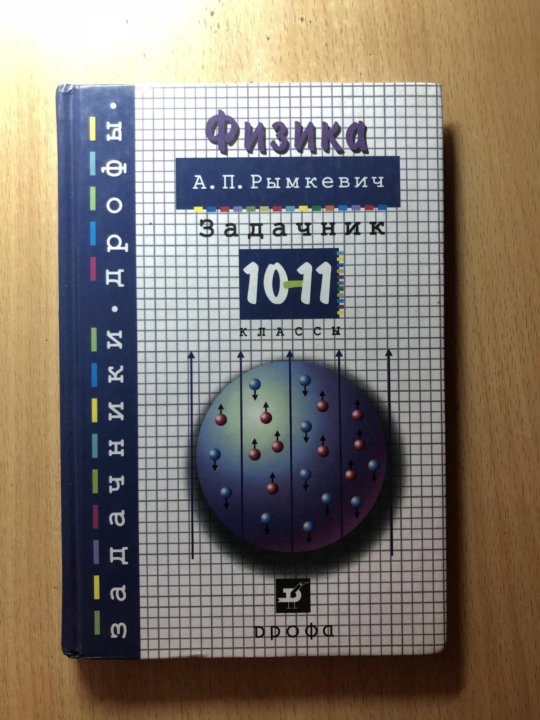 Физика
А.П.Рымкевич
Задачник
10-11
КЛАССЫ
Дрофа
задачники.дрофы.